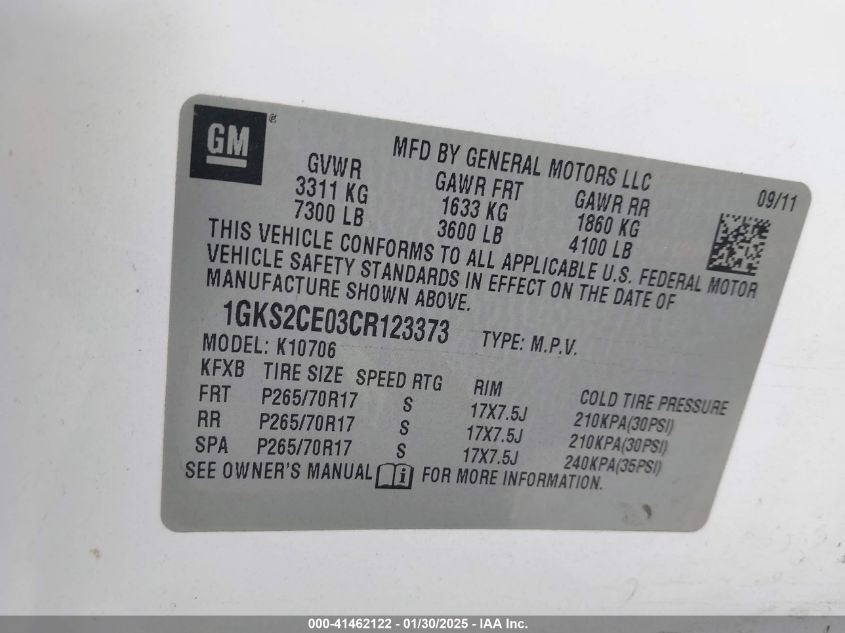 GM ®
MFD BY GENERAL MOTORS LLC
09/11
GVWR GAWR FRT GAWR RR
3311 KG 1633 KG 1860 KG
7300 LB 3600 LB 4100 LB
THIS VEHICLE CONFORMS TO ALL APPLICABLE U.S. FEDERAL MOTOR
VEHICLE SAFETY STANDARDS IN EFFECT ON THE DATE OF
MANUFACTURE SHOWN ABOVE.
1GKS2CE03CR123373 TYPE: M.P.V.
MODEL: K10706
KFXB TIRE SIZE SPEED RTG RIM COLD TIRE PRESSURE
FRT P265/70R17 S 17X7.5J 210KPA(30PSI)
RR P265/70R17 S 17X7.5J 210KPA(30PSI)
SPA P265/70R17 S 17X7.5J 240KPA(35PSI)
SEE OWNER'S MANUAL i FOR MORE INFORMATION.
000-41462122 - 01/30/2025 - IAA Inc.